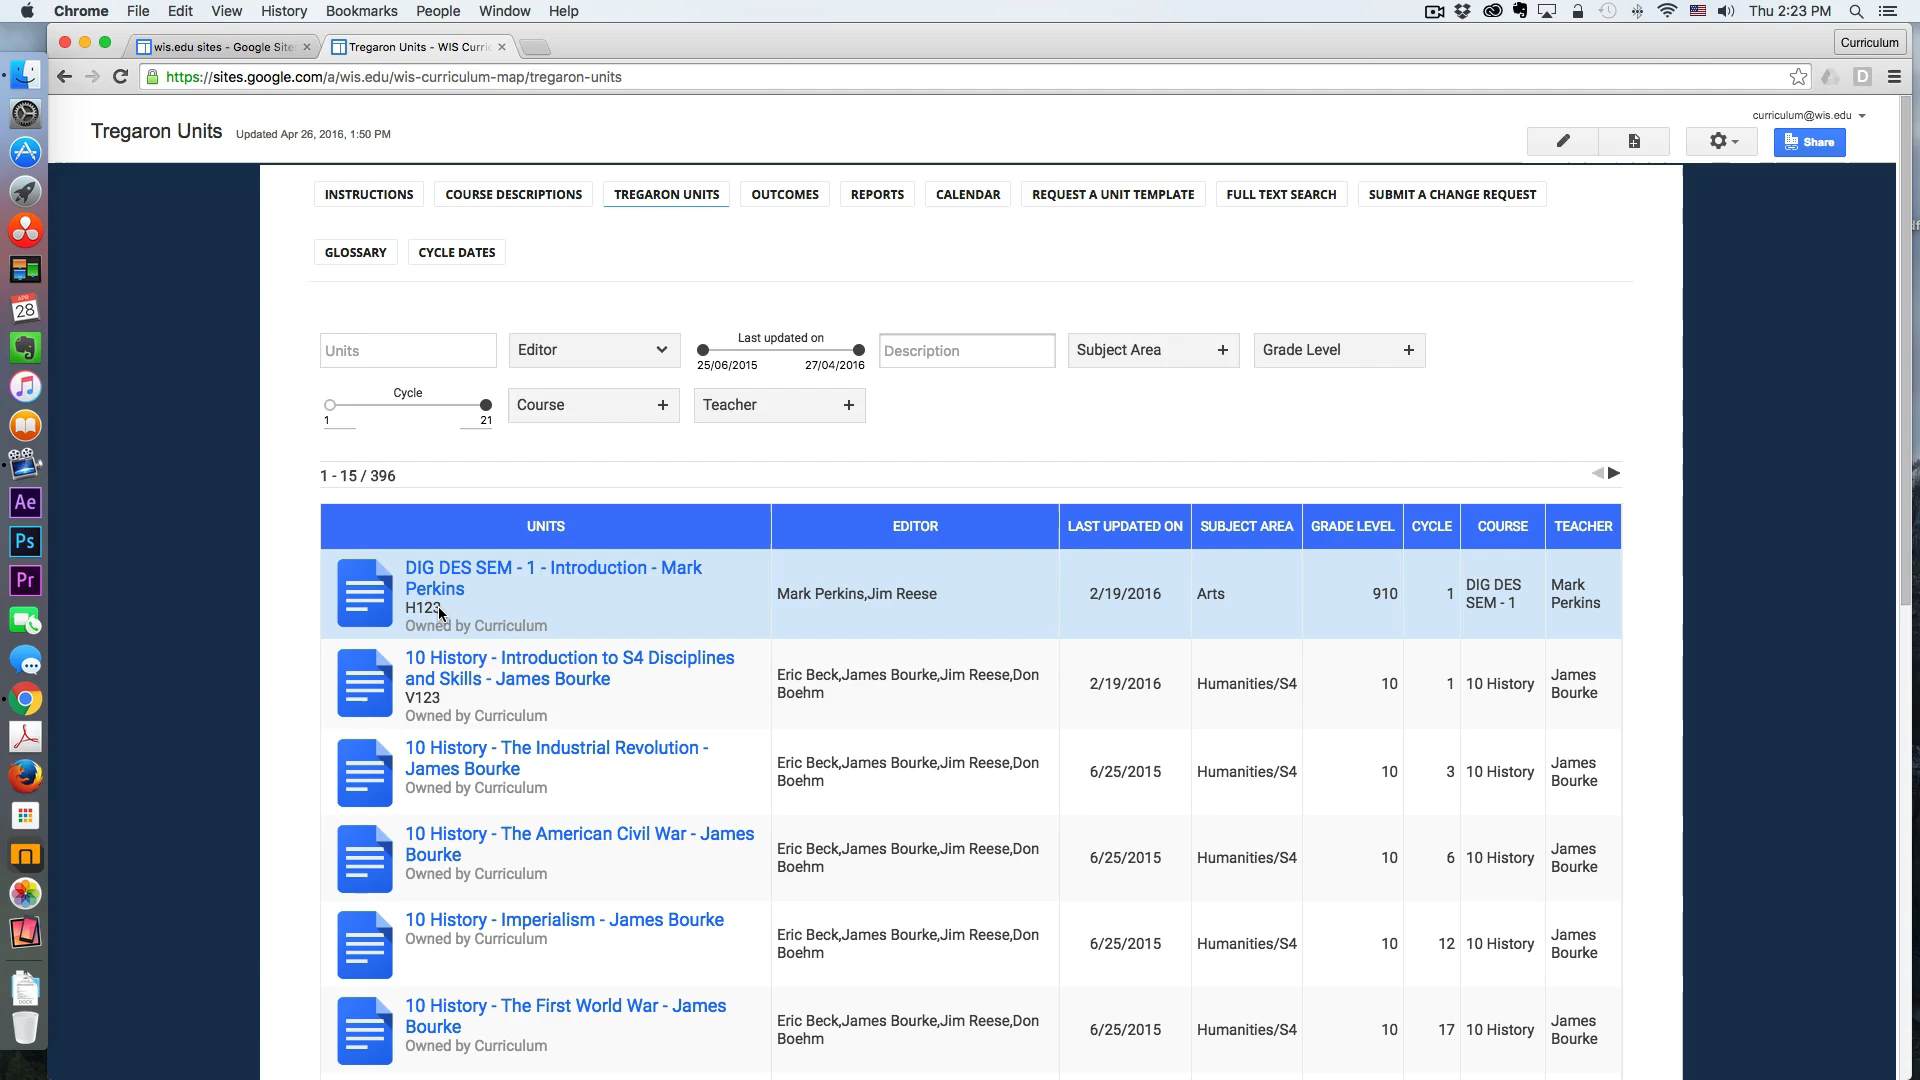 Chrome File Edit View History Bookmarks People Window Help Thu 2:23 PM
wis.edu sites - Google Site Tregaron Units - WIS Curri Curriculum
https://sites.google.com/a/wis.edu/wis-curriculum-map/tregaron-units
curriculum@wis.edu
Tregaron Units Updated Apr 26, 2016, 1:50 PM
Share
INSTRUCTIONS COURSE DESCRIPTIONS TREGARON UNITS OUTCOMES REPORTS CALENDAR REQUEST A UNIT TEMPLATE FULL TEXT SEARCH SUBMIT A CHANGE REQUEST
GLOSSARY CYCLE DATES
Units Editor Last updated on Description Subject Area + Grade Level +
25/06/2015 27/04/2016
Cycle Course + Teacher +
1 21
1 - 15 / 396
UNITS EDITOR LAST UPDATED ON SUBJECT AREA GRADE LEVEL CYCLE COURSE TEACHER
DIG DES SEM - 1 - Introduction - Mark
Perkins
H123
Owned by Curriculum
Mark Perkins,Jim Reese 2/19/2016 Arts 910 1 DIG DES
SEM - 1
Mark
Perkins
10 History - Introduction to S4 Disciplines
and Skills - James Bourke
V123
Owned by Curriculum
Eric Beck,James Bourke,Jim Reese,Don
Boehm
2/19/2016 Humanities/S4 10 1 10 History James
Bourke
10 History - The Industrial Revolution -
James Bourke
Owned by Curriculum
Eric Beck,James Bourke,Jim Reese,Don
Boehm
6/25/2015 Humanities/S4 10 3 10 History James
Bourke
10 History - The American Civil War - James
Bourke
Owned by Curriculum
Eric Beck,James Bourke,Jim Reese,Don
Boehm
6/25/2015 Humanities/S4 10 6 10 History James
Bourke
10 History - Imperialism - James Bourke
Owned by Curriculum
Eric Beck,James Bourke,Jim Reese,Don
Boehm
6/25/2015 Humanities/S4 10 12 10 History James
Bourke
10 History - The First World War - James
Bourke
Owned by Curriculum
Eric Beck,James Bourke,Jim Reese,Don
Boehm
6/25/2015 Humanities/S4 10 17 10 History James
Bourke
APR
28
Ae
Ps
Pr
D